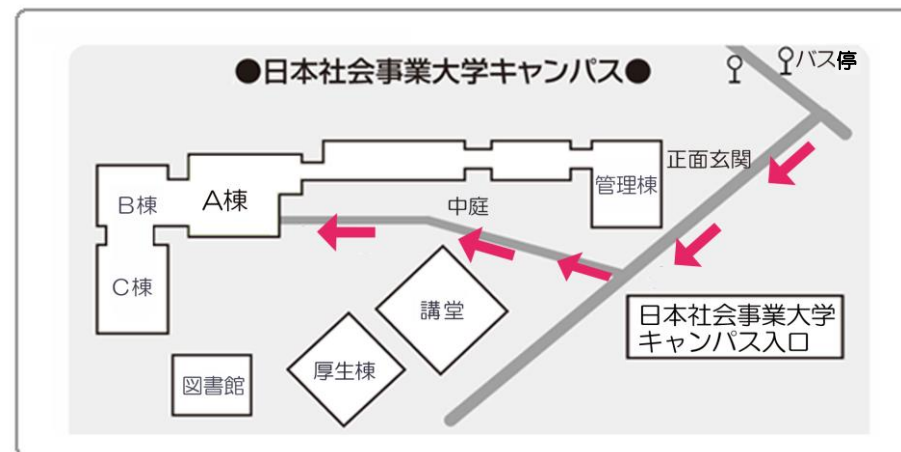 ●日本社会事業大学キャンパス●
バス停
正面玄関
管理棟
B棟
A棟
中庭
C棟
講堂
日本社会事業大学
キャンパス入口
厚生棟
図書館